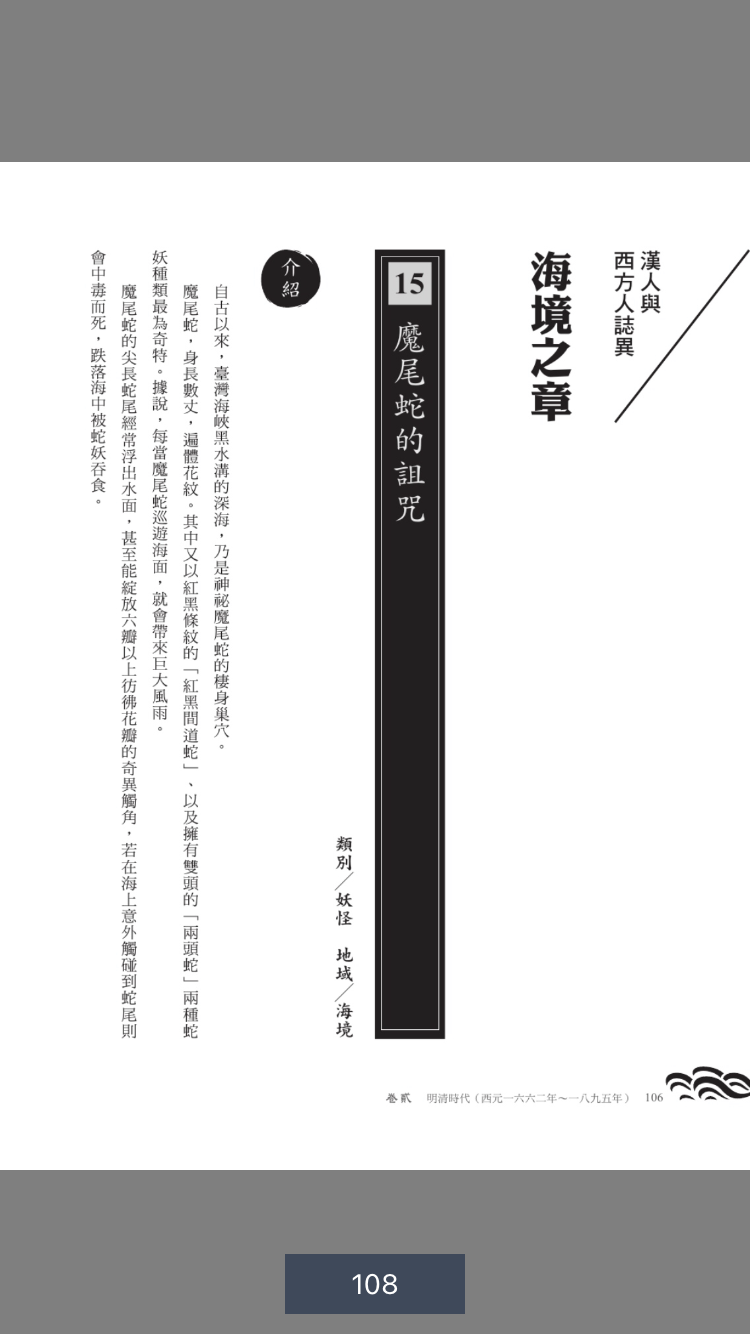 漢人與
西方人誌異
海境之章
15 魔尾蛇的詛咒
類別／妖怪　地域／海境
介紹
自古以來，臺灣海峽黑水溝的深海，乃是神祕魔尾蛇的棲身巢穴。
魔尾蛇，身長數丈，遍體花紋。其中又以紅黑條紋的「紅黑間道蛇」、以及擁有雙頭的「兩頭蛇」兩種蛇
妖種類最為奇特。據說，每當魔尾蛇巡遊海面，就會帶來巨大風雨。
魔尾蛇的尖長蛇尾經常浮出水面，甚至能綻放六瓣以上彷彿花瓣的奇異觸角，若在海上意外觸碰到蛇尾則
會中毒而死，跌落海中被蛇妖吞食。
卷貳　明清時代（西元一六六二年～一八九五年）　106
108